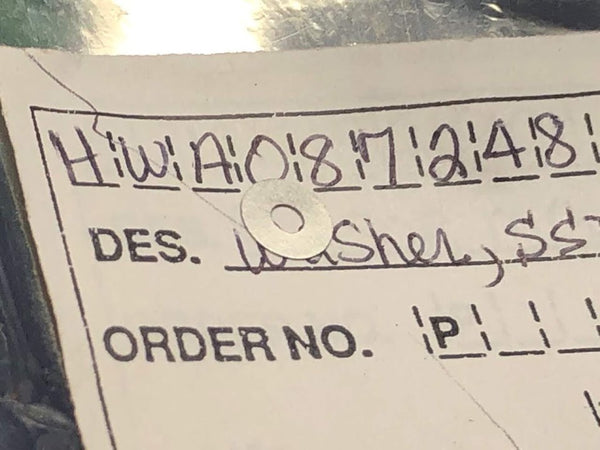 HWA087248
DES. Washer, SST
ORDER NO. P